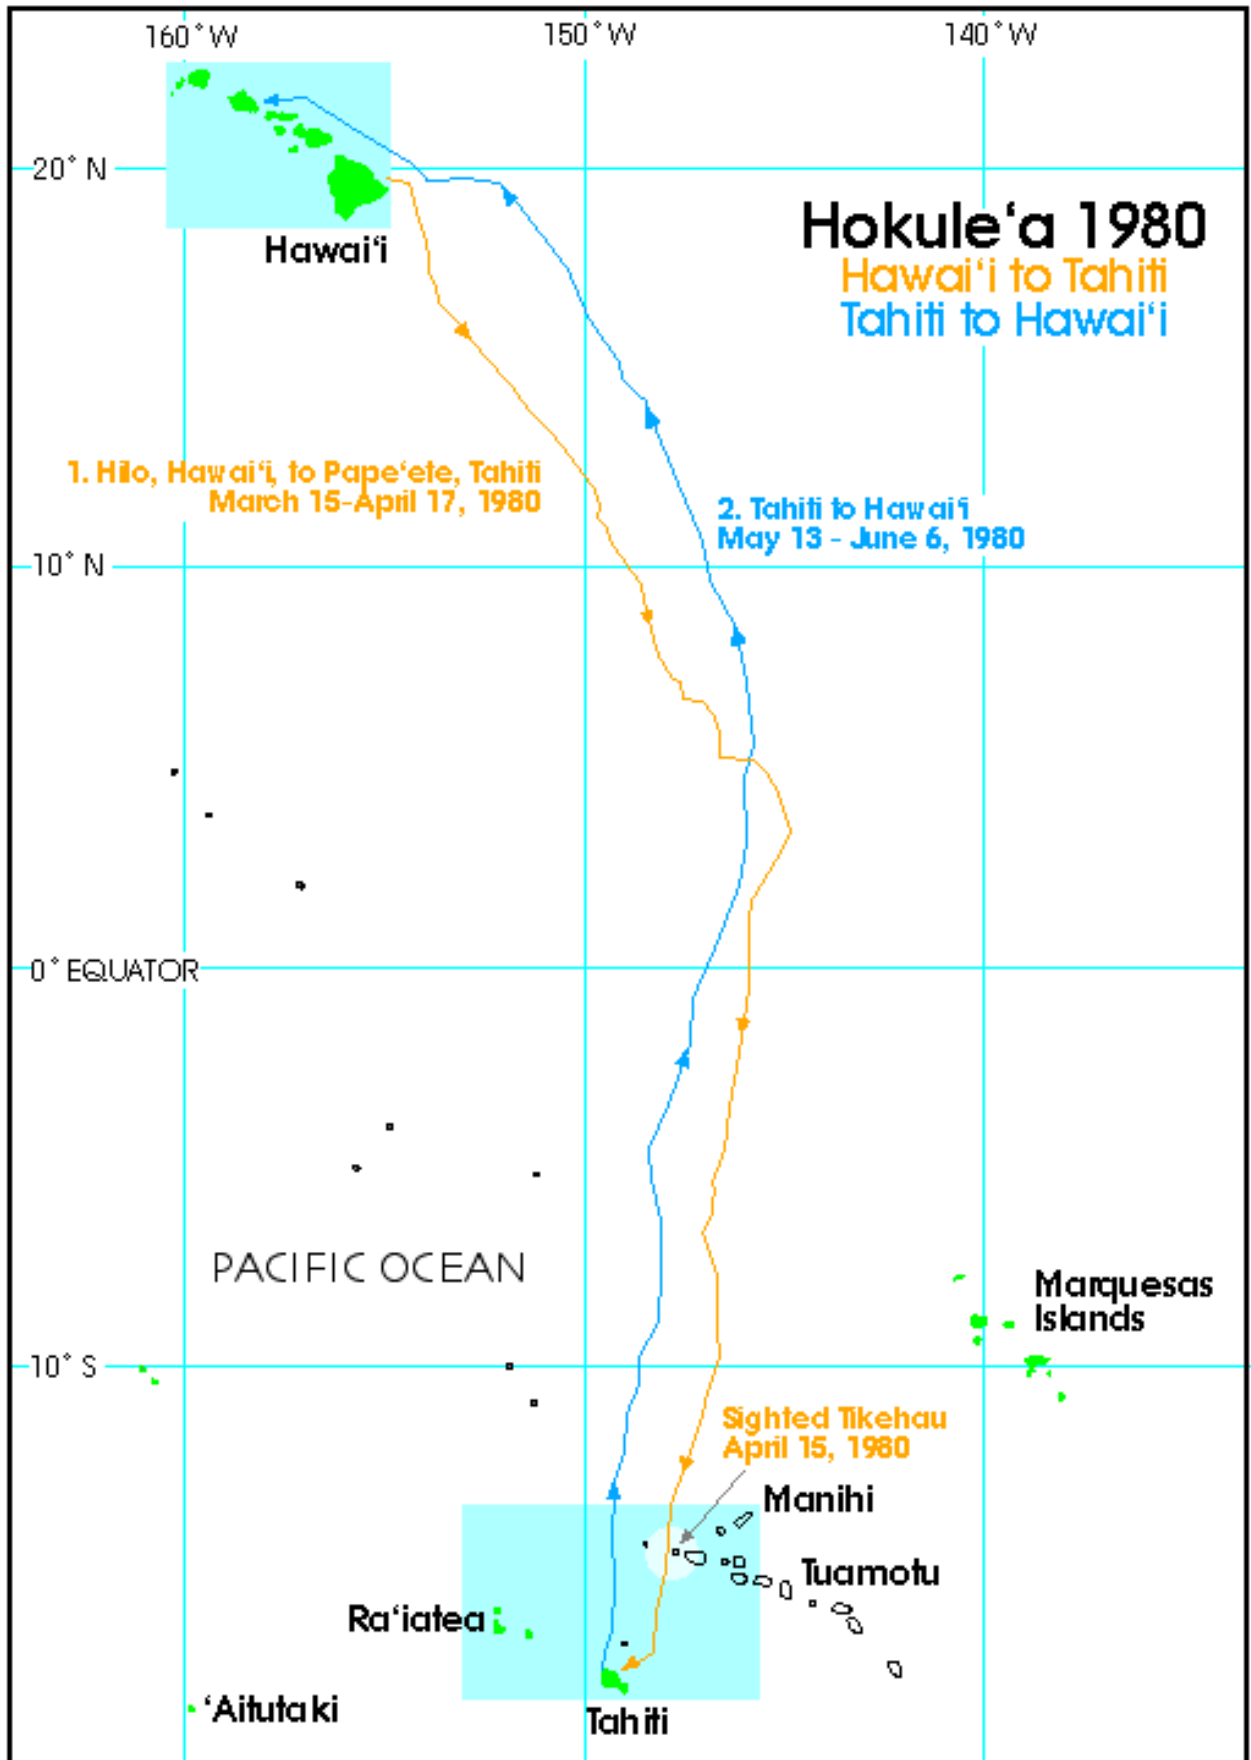 160° W
150° W
140° W
20° N
Hawai‘i
Hokule‘a 1980
Hawai‘i to Tahiti
Tahiti to Hawai‘i
1. Hilo, Hawai‘i, to Pape‘ete, Tahiti
March 15-April 17, 1980
2. Tahiti to Hawai‘i
May 13 - June 6, 1980
10° N
0° EQUATOR
PACIFIC OCEAN
Marquesas
Islands
10° S
Sighted Tikehau
April 15, 1980
Manihi
Tuamotu
Ra‘iatea
‘Aitutaki
Tahiti